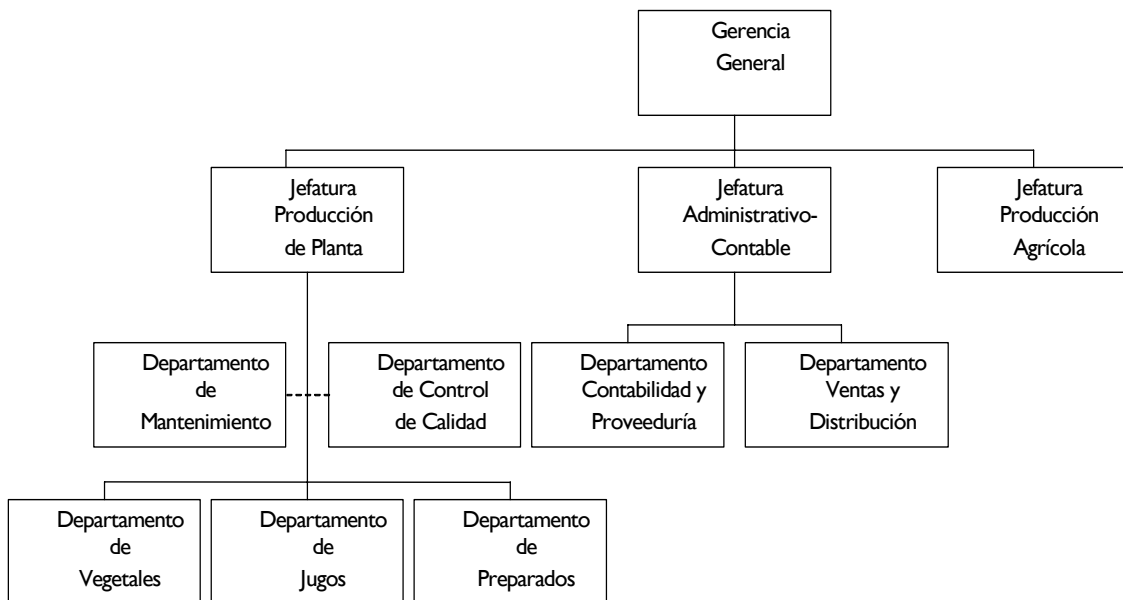 Gerencia
General
Jefatura
Producción
de Planta
Jefatura
Administrativo-
Contable
Jefatura
Producción
Agrícola
Departamento
de
Mantenimiento
Departamento
de Control
de Calidad
Departamento
Contabilidad y
Proveeduría
Departamento
Ventas y
Distribución
Departamento
de
Vegetales
Departamento
de
Jugos
Departamento
de
Preparados